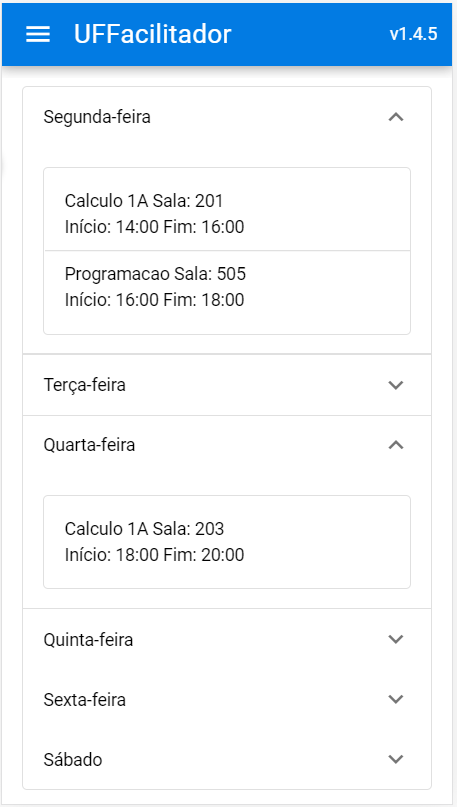 UFFacilitador v1.4.5
Segunda-feira
Calculo 1A Sala: 201
Início: 14:00 Fim: 16:00
Programacao Sala: 505
Início: 16:00 Fim: 18:00
Terça-feira
Quarta-feira
Calculo 1A Sala: 203
Início: 18:00 Fim: 20:00
Quinta-feira
Sexta-feira
Sábado